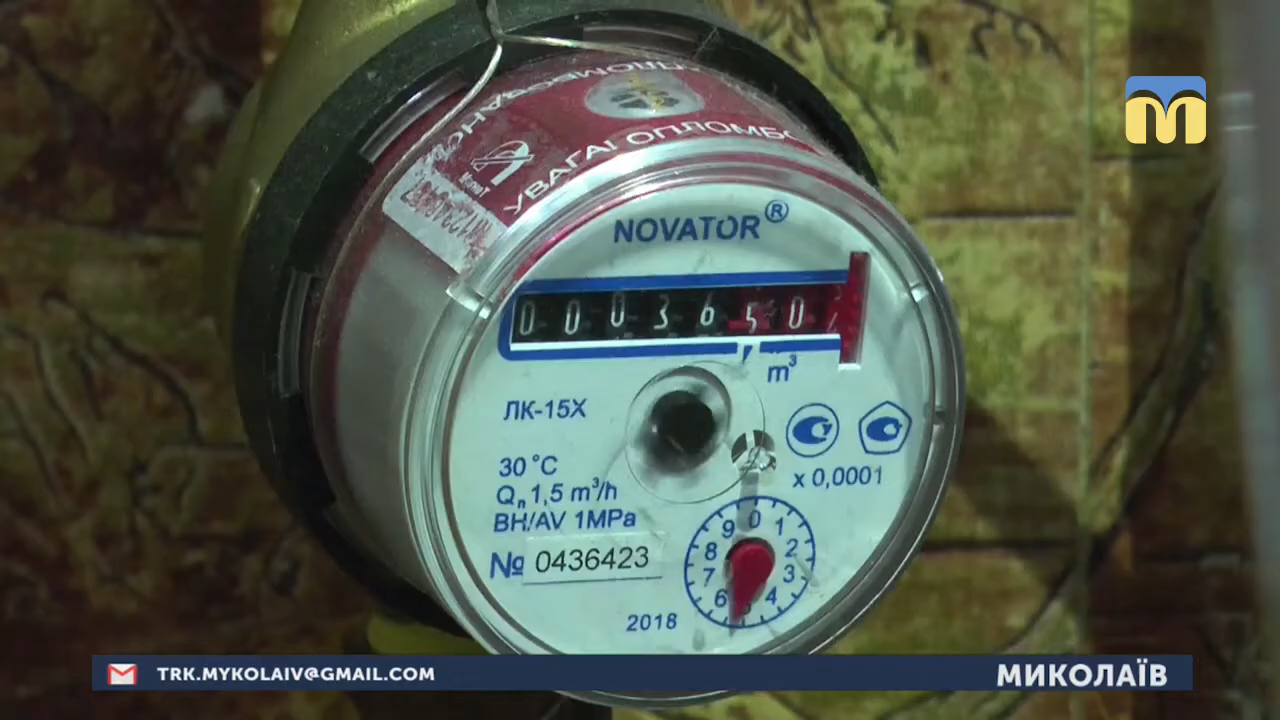 УВАГА! ОПЛОМБО
NOVATOR®
0 0 0 3 6 5 0
m³
ЛК-15Х
x 0,0001
30 °C
Qn 1,5 m³/h
BH/AV 1MPa
№ 0436423
0 1 2 3 4 5 6 7 8 9
2018
TRK.MYKOLAIV@GMAIL.COM
МИКОЛАЇВ